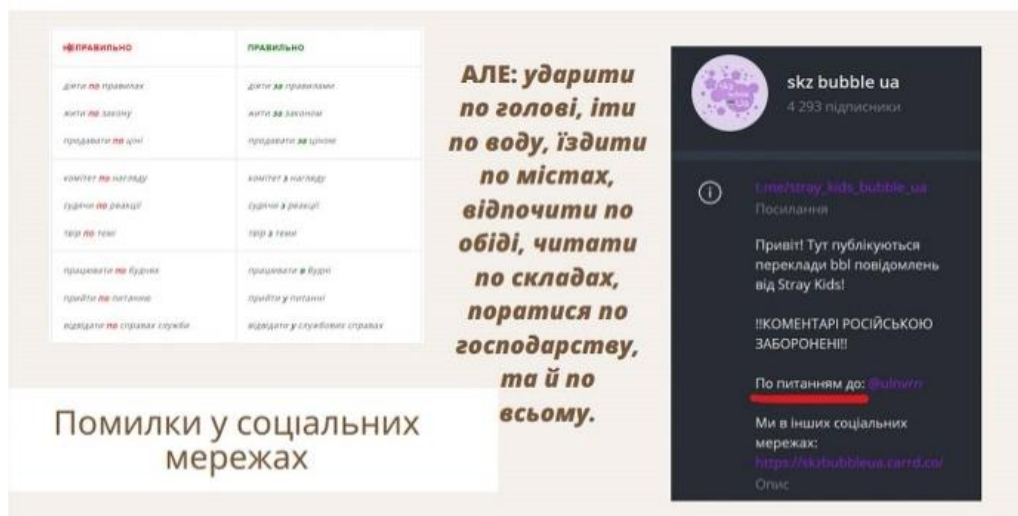 НЕПРАВИЛЬНО
ПРАВИЛЬНО
діяти по правилах
діяти за правилами
жити по закону
жити за законом
продавати по ціні
продавати за ціною
комітет по нагляду
комітет з нагляду
судячи по реакції
судячи з реакції
твір по темі
твір з теми
працювати по буднях
працювати в будні
прийти по питанню
прийти у питанні
відвідати по справах служби
відвідати у службових справах
АЛЕ: ударити
по голові, іти
по воду, їздити
по містах,
відпочити по
обіді, читати
по складах,
поратися по
господарству,
та й по
всьому.
Помилки у соціальних
мережах
skz bubble ua
4 293 підписники
t.me/stray_kids_bubble_ua
Посилання
Привіт! Тут публікуються
переклади bbl повідомлень
від Stray Kids!
!!КОМЕНТАРІ РОСІЙСЬКОЮ
ЗАБОРОНЕНІ!!
По питанням до: @ulnvrn
Ми в інших соціальних
мережах:
https://skzbubbleua.carrd.co/
Опис